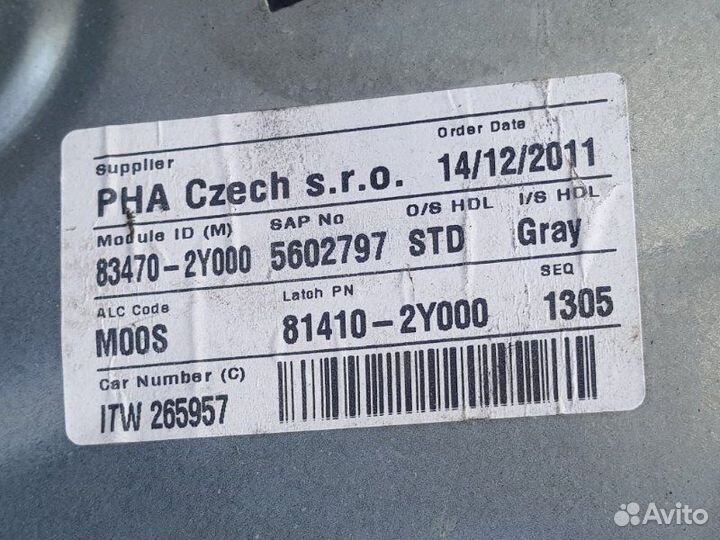 Supplier
Order Date
PHA Czech s.r.o. 14/12/2011
Module ID (M) SAP No O/S HDL I/S HDL
83470-2Y000 5602797 STD Gray
ALC Code Latch PN SEQ
M00S 81410-2Y000 1305
Car Number (C)
ITW 265957
Avito